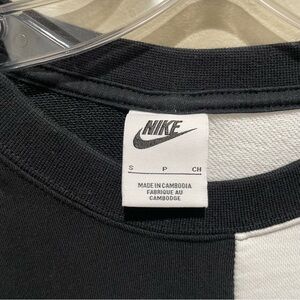 NIKE
S P CH
MADE IN CAMBODIA
FABRIQUE AU
CAMBODGE